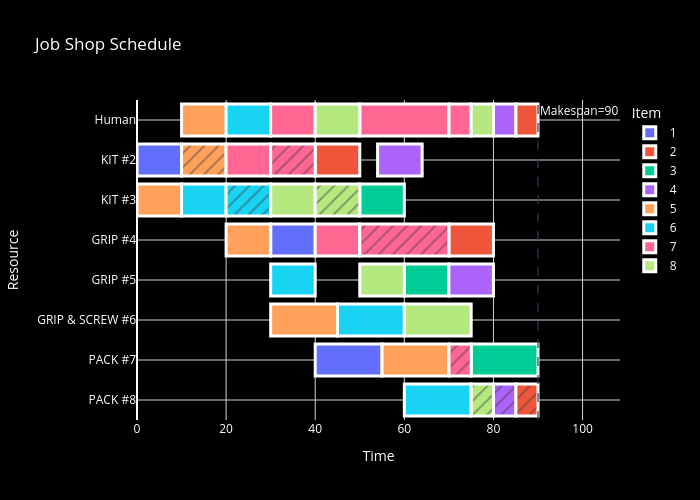 Job Shop Schedule
Makespan=90
Item
1
2
3
4
5
6
7
8
Resource
Human
KIT #2
KIT #3
GRIP #4
GRIP #5
GRIP & SCREW #6
PACK #7
PACK #8
0 20 40 60 80 100
Time